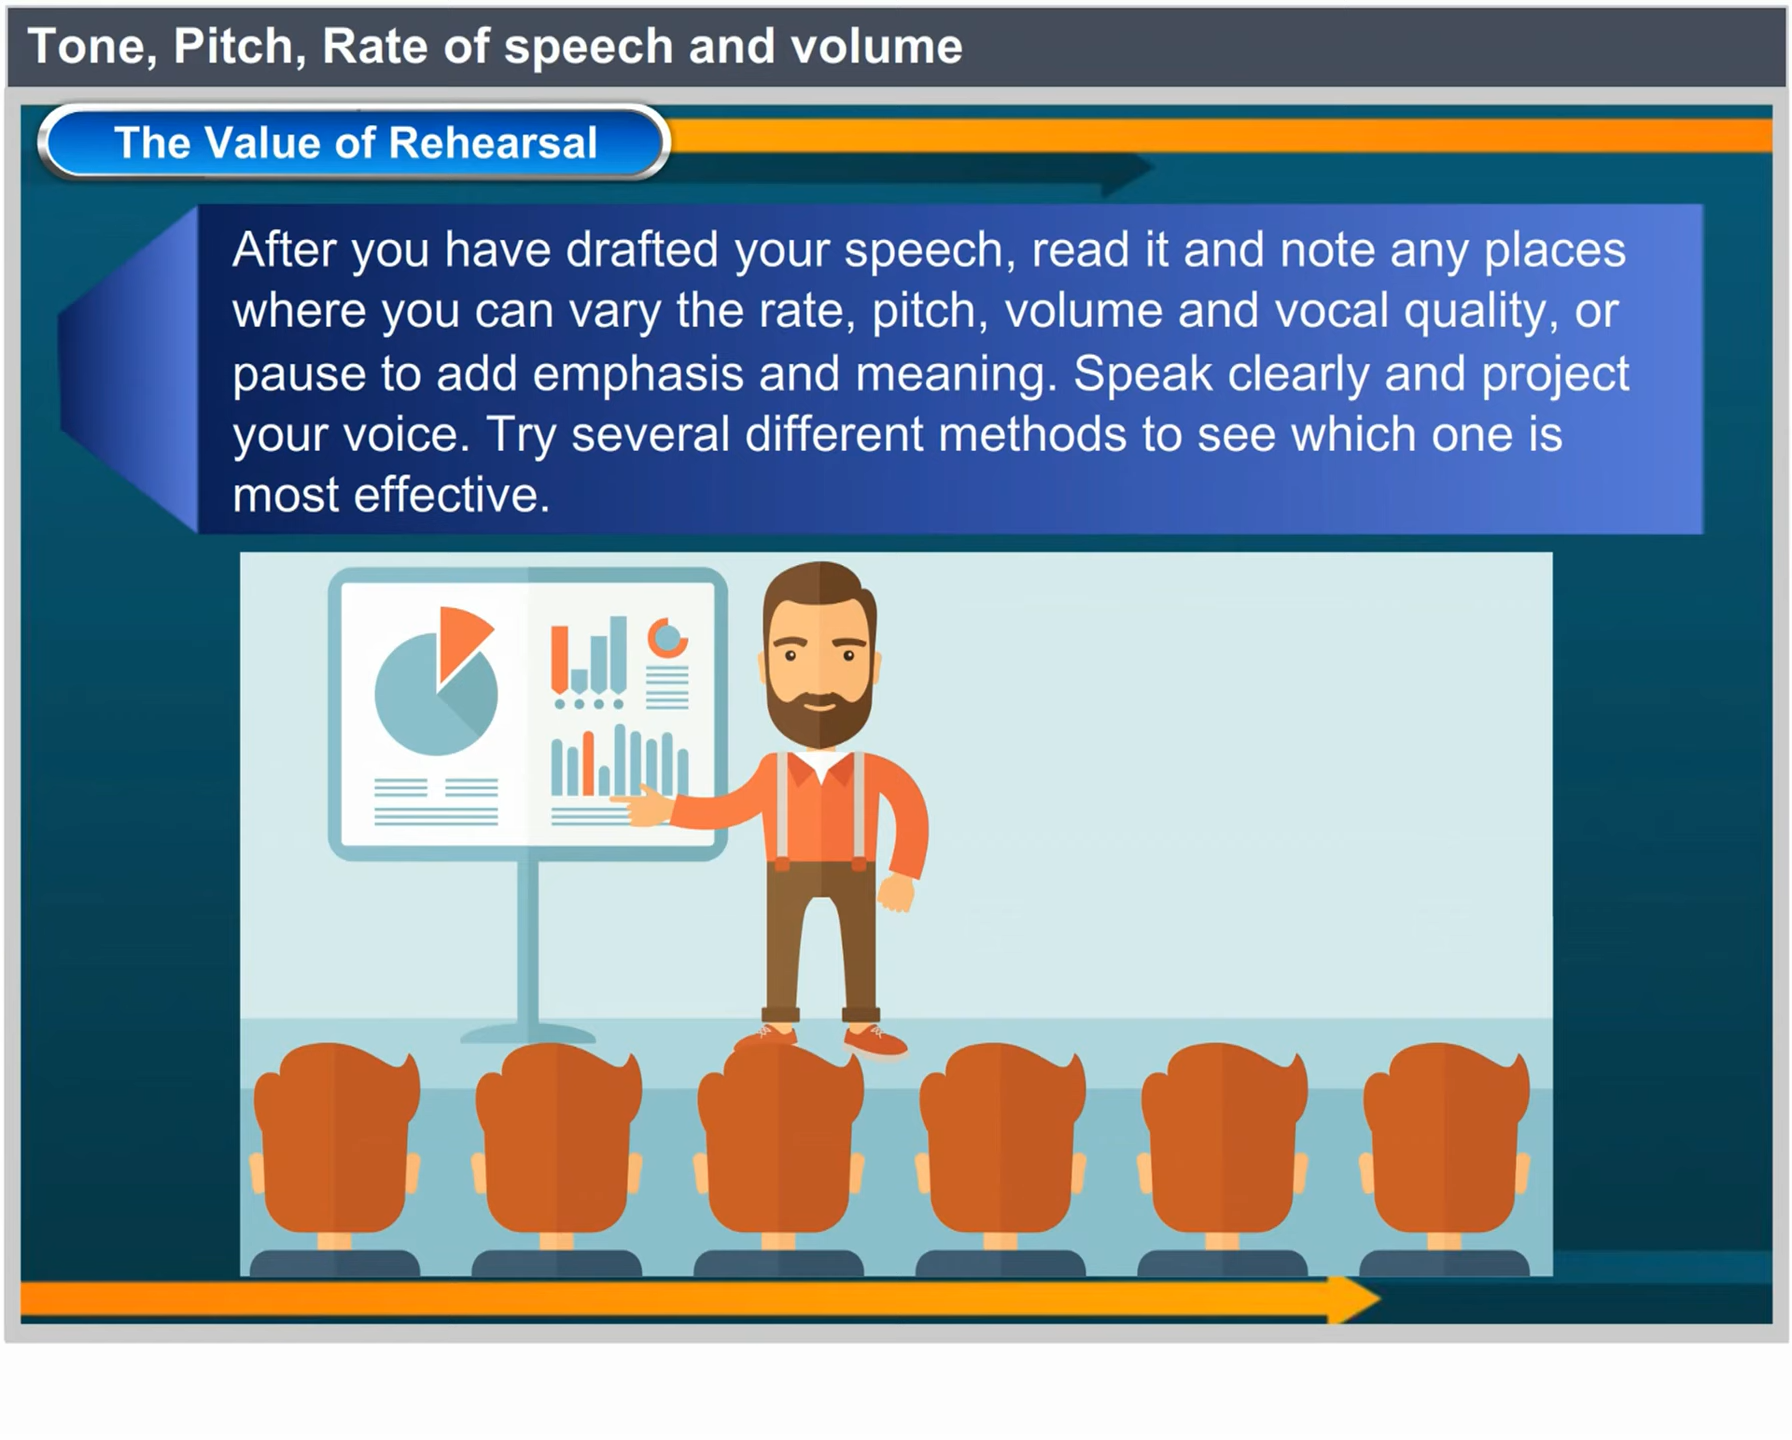 Tone, Pitch, Rate of speech and volume
The Value of Rehearsal
After you have drafted your speech, read it and note any places
where you can vary the rate, pitch, volume and vocal quality, or
pause to add emphasis and meaning. Speak clearly and project
your voice. Try several different methods to see which one is
most effective.